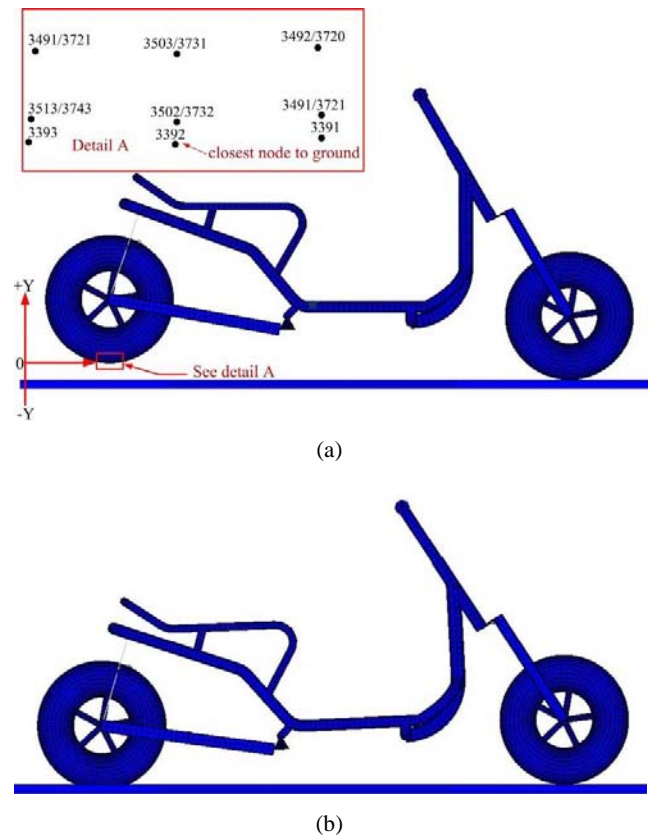 3491/3721 3503/3731 3492/3720
3513/3743 3502/3732 3491/3721
3393 3392 3391
Detail A closest node to ground
+Y
0
See detail A
-Y
(a)
(b)